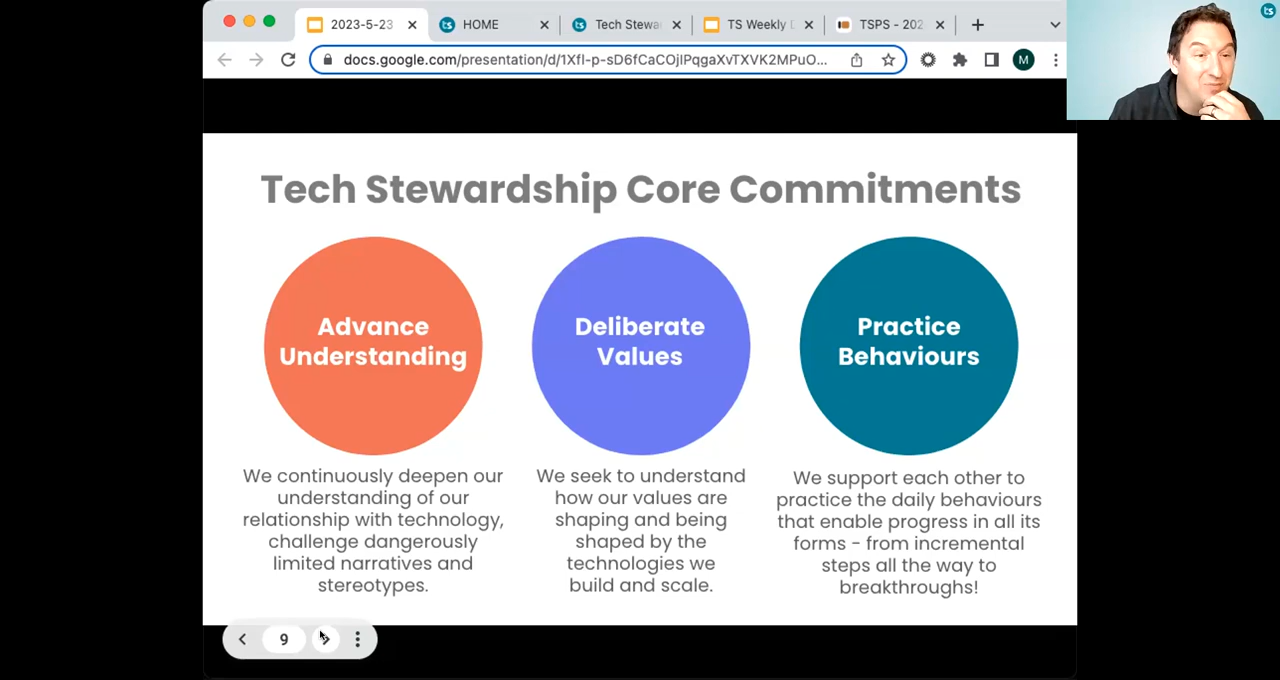 2023-5-23
HOME
Tech Stewa
TS Weekly
TSPS - 202
docs.google.com/presentation/d/1Xfl-p-sD6fCaCOjlPqgaXvTXVK2MPuO...
M
ts
Tech Stewardship Core Commitments
Advance
Understanding
We continuously deepen our
understanding of our
relationship with technology,
challenge dangerously
limited narratives and
stereotypes.
Deliberate
Values
We seek to understand
how our values are
shaping and being
shaped by the
technologies we
build and scale.
Practice
Behaviours
We support each other to
practice the daily behaviours
that enable progress in all its
forms - from incremental
steps all the way to
breakthroughs!
9